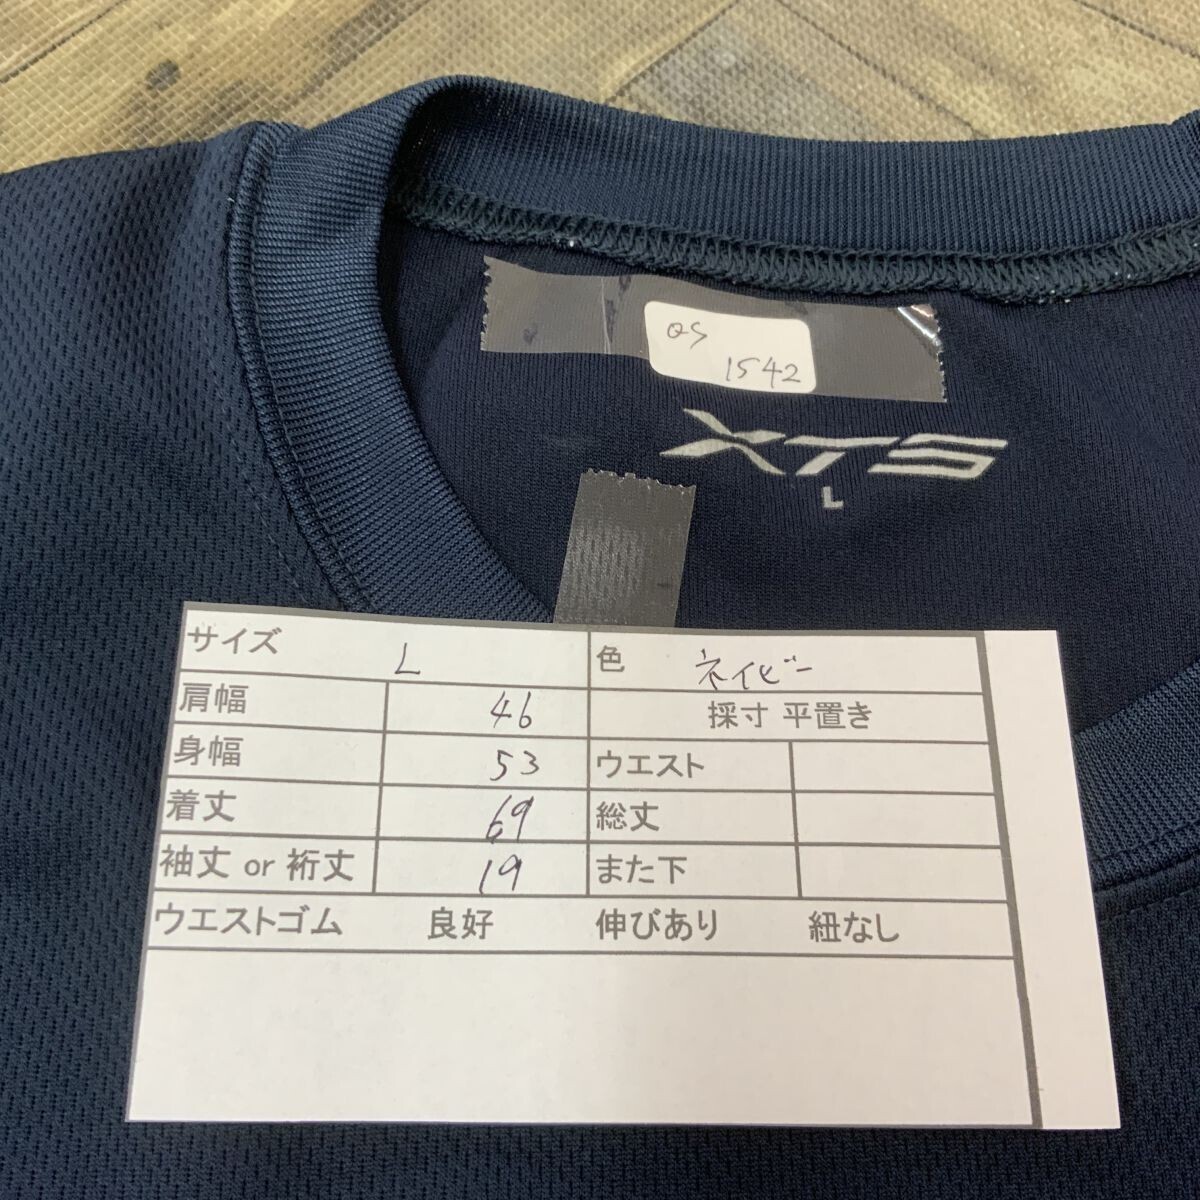 QS
1542
XTS
L
サイズ L 色 ネイビー
肩幅 46 採寸 平置き
身幅 53 ウエスト
着丈 69 総丈
袖丈 or 裄丈 19 また下
ウエストゴム 良好 伸びあり 紐なし